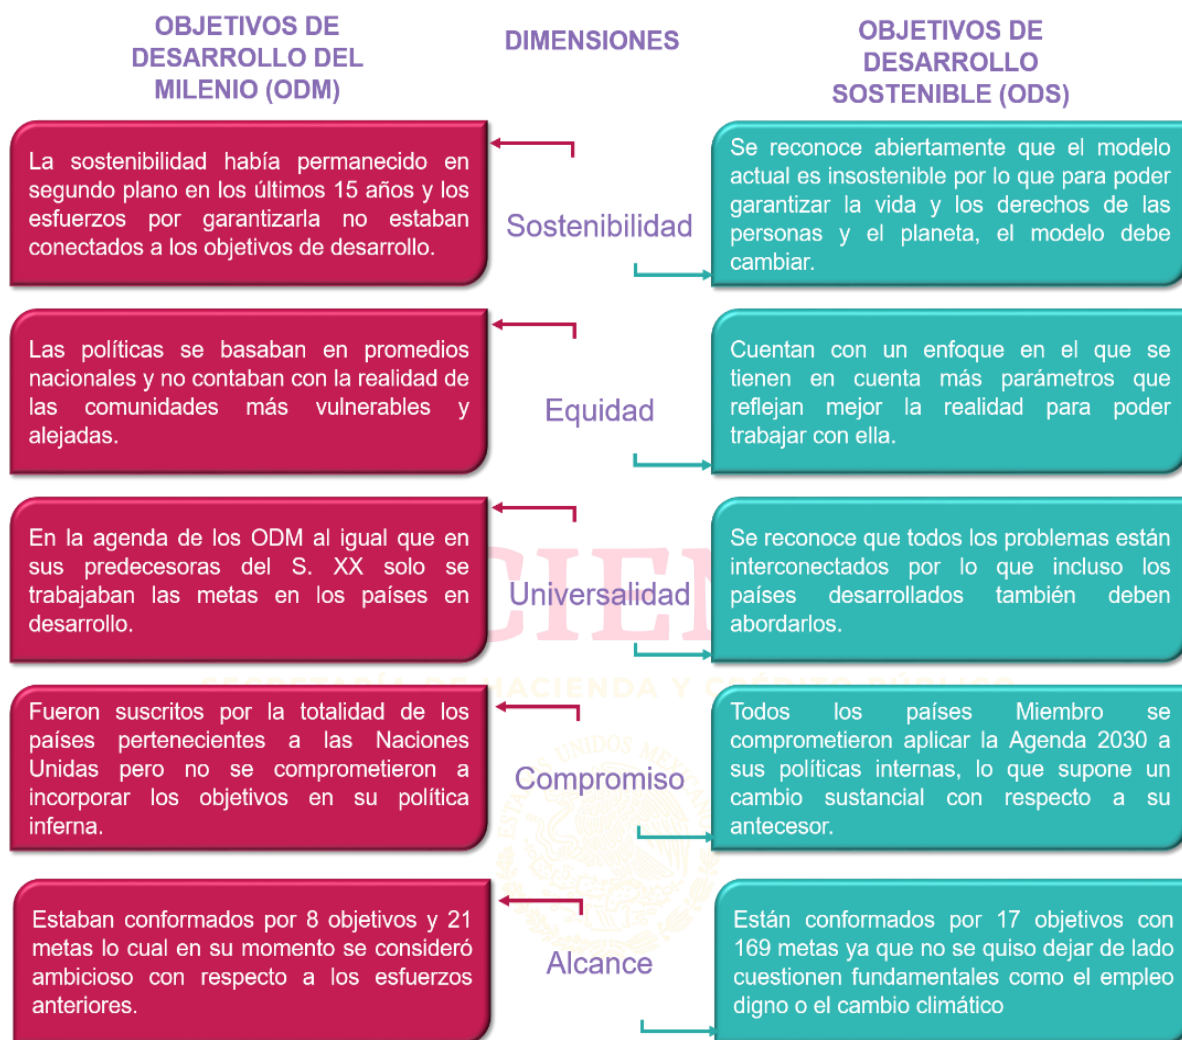 OBJETIVOS DE
DESARROLLO DEL
MILENIO (ODM)
DIMENSIONES
OBJETIVOS DE
DESARROLLO
SOSTENIBLE (ODS)
La sostenibilidad había permanecido en
segundo plano en los últimos 15 años y los
esfuerzos por garantizarla no estaban
conectados a los objetivos de desarrollo.
Sostenibilidad
Se reconoce abiertamente que el modelo
actual es insostenible por lo que para poder
garantizar la vida y los derechos de las
personas y el planeta, el modelo debe
cambiar.
Las políticas se basaban en promedios
nacionales y no contaban con la realidad de
las comunidades más vulnerables y
alejadas.
Equidad
Cuentan con un enfoque en el que se
tienen en cuenta más parámetros que
reflejan mejor la realidad para poder
trabajar con ella.
En la agenda de los ODM al igual que en
sus predecesoras del S. XX solo se
trabajaban las metas en los países en
desarrollo.
Universalidad
Se reconoce que todos los problemas están
interconectados por lo que incluso los
países desarrollados también deben
abordarlos.
SECRETARÍA DE HACIENDA Y CRÉDITO PÚBLICO
Fueron suscritos por la totalidad de los
países pertenecientes a las Naciones
Unidas pero no se comprometieron a
incorporar los objetivos en su política
inferna.
Compromiso
Todos los países Miembro se
comprometieron aplicar la Agenda 2030 a
sus políticas internas, lo que supone un
cambio sustancial con respecto a su
antecesor.
Estaban conformados por 8 objetivos y 21
metas lo cual en su momento se consideró
ambicioso con respecto a los esfuerzos
anteriores.
Alcance
Están conformados por 17 objetivos con
169 metas ya que no se quiso dejar de lado
cuestionen fundamentales como el empleo
digno o el cambio climático